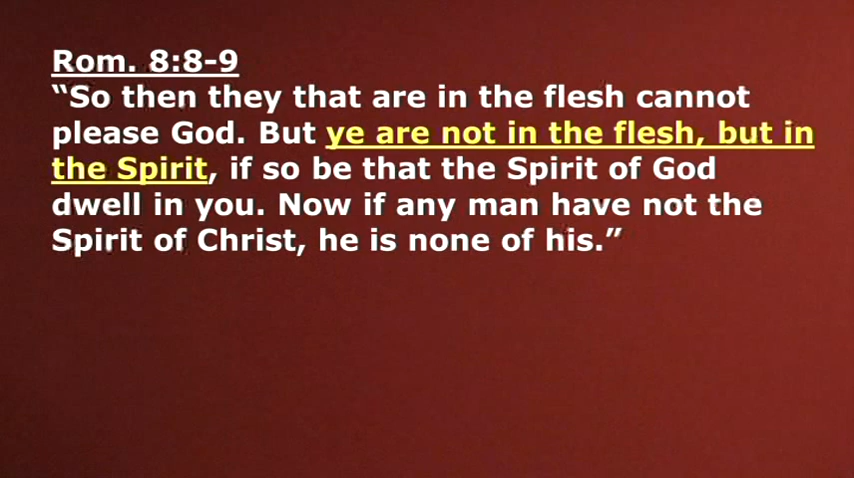 Rom. 8:8-9
“So then they that are in the flesh cannot
please God. But ye are not in the flesh, but in
the Spirit, if so be that the Spirit of God
dwell in you. Now if any man have not the
Spirit of Christ, he is none of his.”